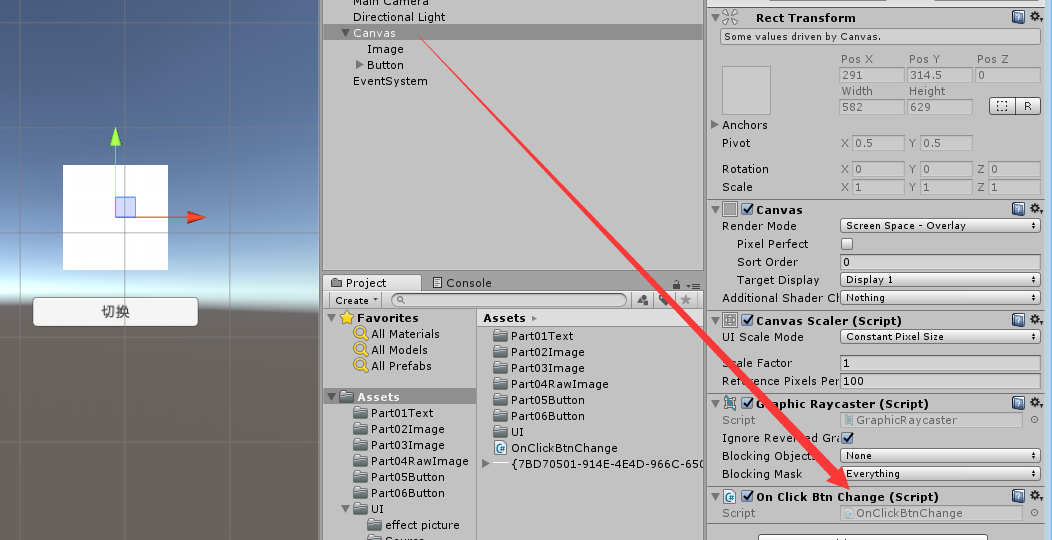 切换
Main Camera
Directional Light
Canvas
Image
Button
EventSystem
Project
Console
Create
Favorites
All Materials
All Models
All Prefabs
Assets
Part01Text
Part02Image
Part03Image
Part04RawImage
Part05Button
Part06Button
UI
effect picture
Assets
Part01Text
Part02Image
Part03Image
Part04RawImage
Part05Button
Part06Button
UI
OnClickBtnChange
{7BD70501-914E-4E4D-966C-650
Rect Transform
Some values driven by Canvas.
Pos X Pos Y Pos Z
291 314.5 0
Width Height
582 629
R
Anchors
Pivot X 0.5 Y 0.5
Rotation X 0 Y 0 Z 0
Scale X 1 Y 1 Z 1
Canvas
Render Mode Screen Space - Overlay
Pixel Perfect
Sort Order 0
Target Display Display 1
Additional Shader Cl Nothing
Canvas Scaler (Script)
UI Scale Mode Constant Pixel Size
Scale Factor 1
Reference Pixels Per 100
Graphic Raycaster (Script)
Script GraphicRaycaster
Ignore Reversed Gra
Blocking Objects None
Blocking Mask Everything
On Click Btn Change (Script)
Script OnClickBtnChange